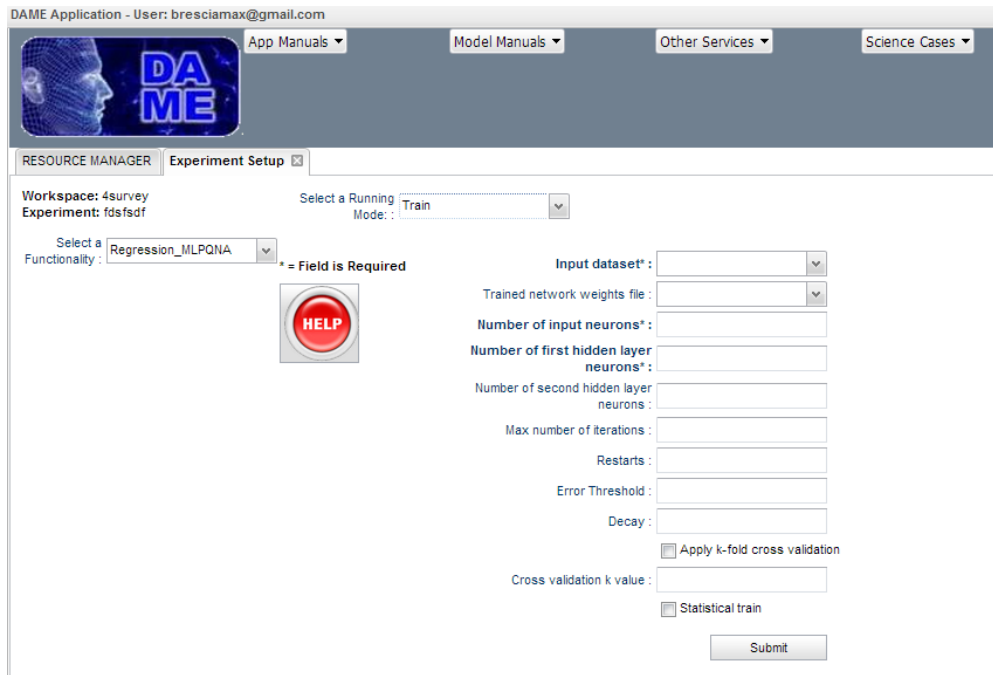 DAME Application - User: bresciamax@gmail.com
DA
ME
App Manuals
Model Manuals
Other Services
Science Cases
RESOURCE MANAGER
Experiment Setup
Workspace: 4survey
Experiment: fdsfsdf
Select a Running
Mode: :
Train
Select a
Functionality :
Regression_MLPQNA
* = Field is Required
HELP
Input dataset* :
Trained network weights file :
Number of input neurons* :
Number of first hidden layer
neurons* :
Number of second hidden layer
neurons :
Max number of iterations :
Restarts :
Error Threshold :
Decay :
Apply k-fold cross validation
Cross validation k value :
Statistical train
Submit